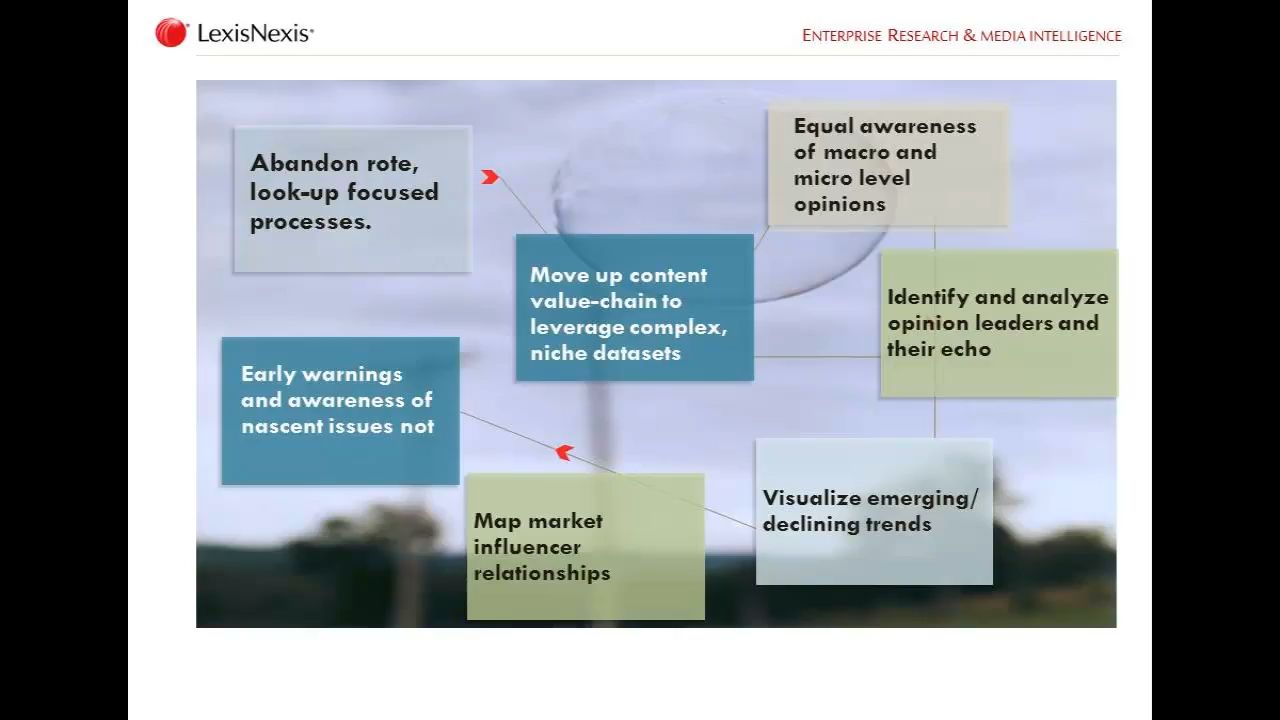 LexisNexis®
ENTERPRISE RESEARCH & MEDIA INTELLIGENCE
Abandon rote,
look-up focused
processes.
Equal awareness
of macro and
micro level
opinions
Move up content
value-chain to
leverage complex,
niche datasets
Identify and analyze
opinion leaders and
their echo
Early warnings
and awareness of
nascent issues not
Map market
influencer
relationships
Visualize emerging/
declining trends